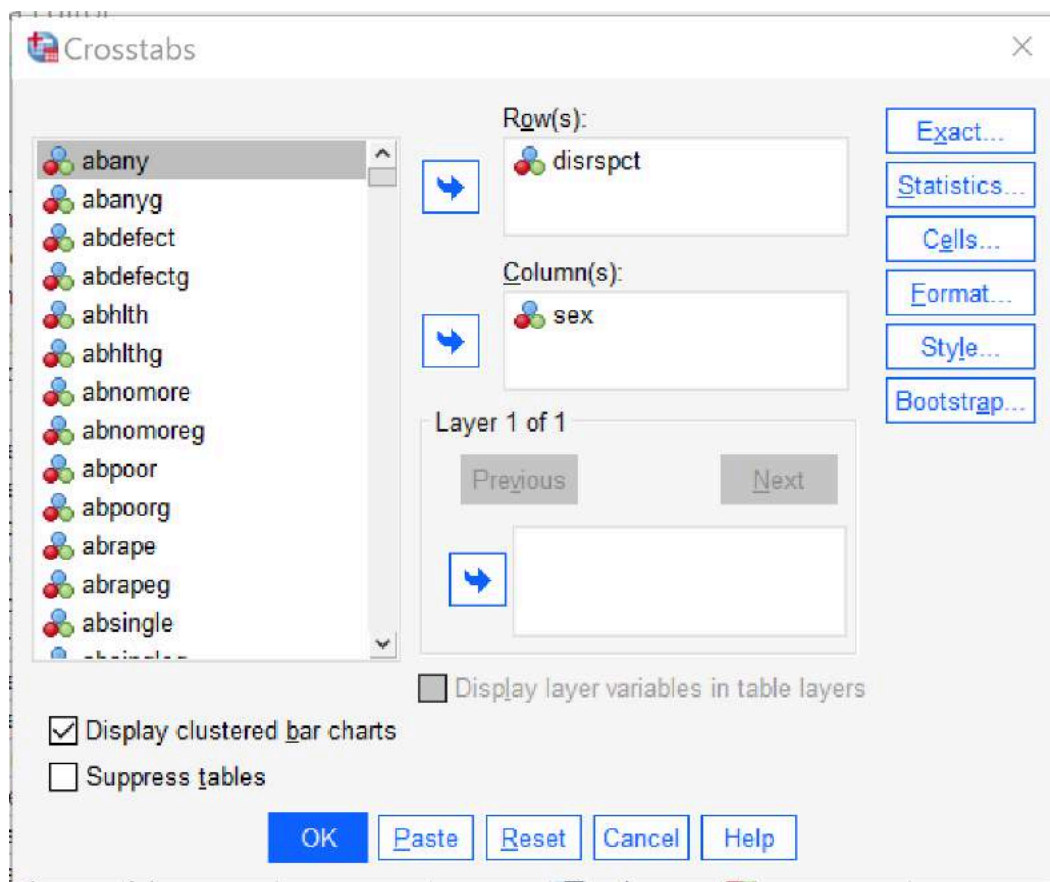 Crosstabs
abany
abanyg
abdefect
abdefectg
abhlth
abhlthg
abnomore
abnomoreg
abpoor
abpoorg
abrape
abrapeg
absingle
Row(s):
disrspct
Column(s):
sex
Layer 1 of 1
Previous
Next
Display layer variables in table layers
Exact...
Statistics...
Cells...
Format...
Style...
Bootstrap...
Display clustered bar charts
Suppress tables
OK
Paste
Reset
Cancel
Help